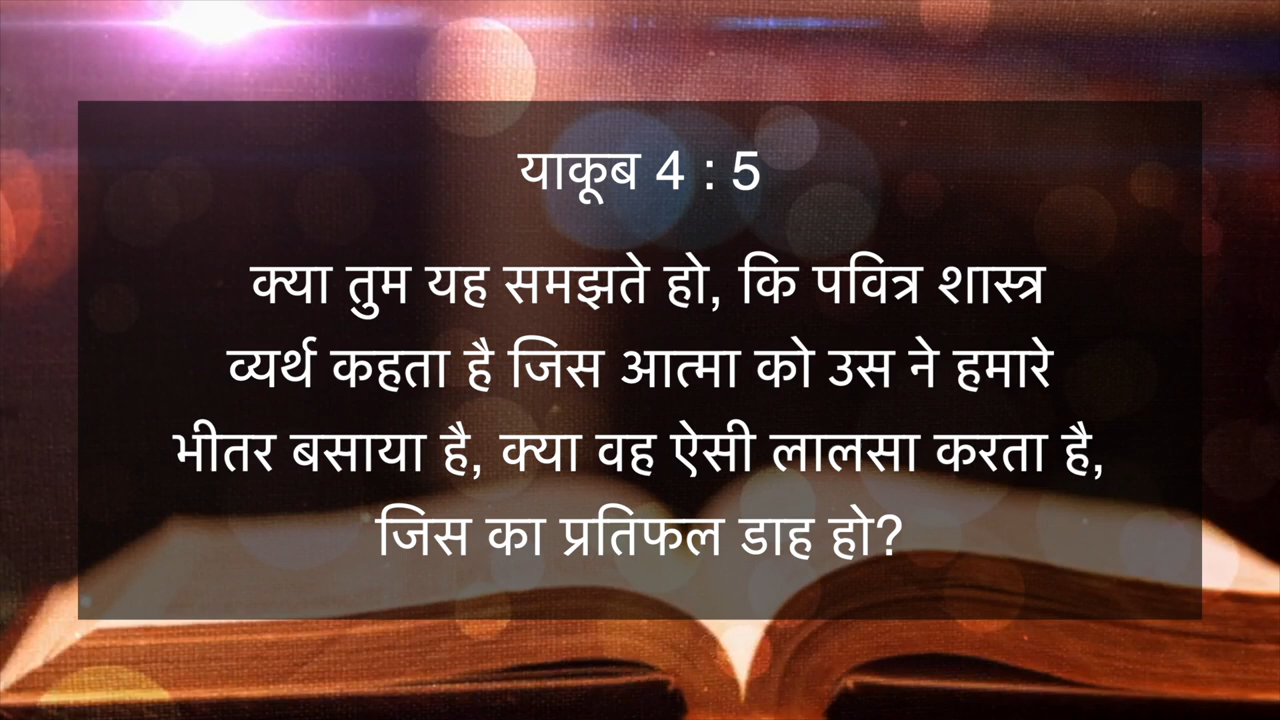 याकूब 4 : 5
क्या तुम यह समझते हो, कि पवित्र शास्त्र
व्यर्थ कहता है जिस आत्मा को उस ने हमारे
भीतर बसाया है, क्या वह ऐसी लालसा करता है,
जिस का प्रतिफल डाह हो?